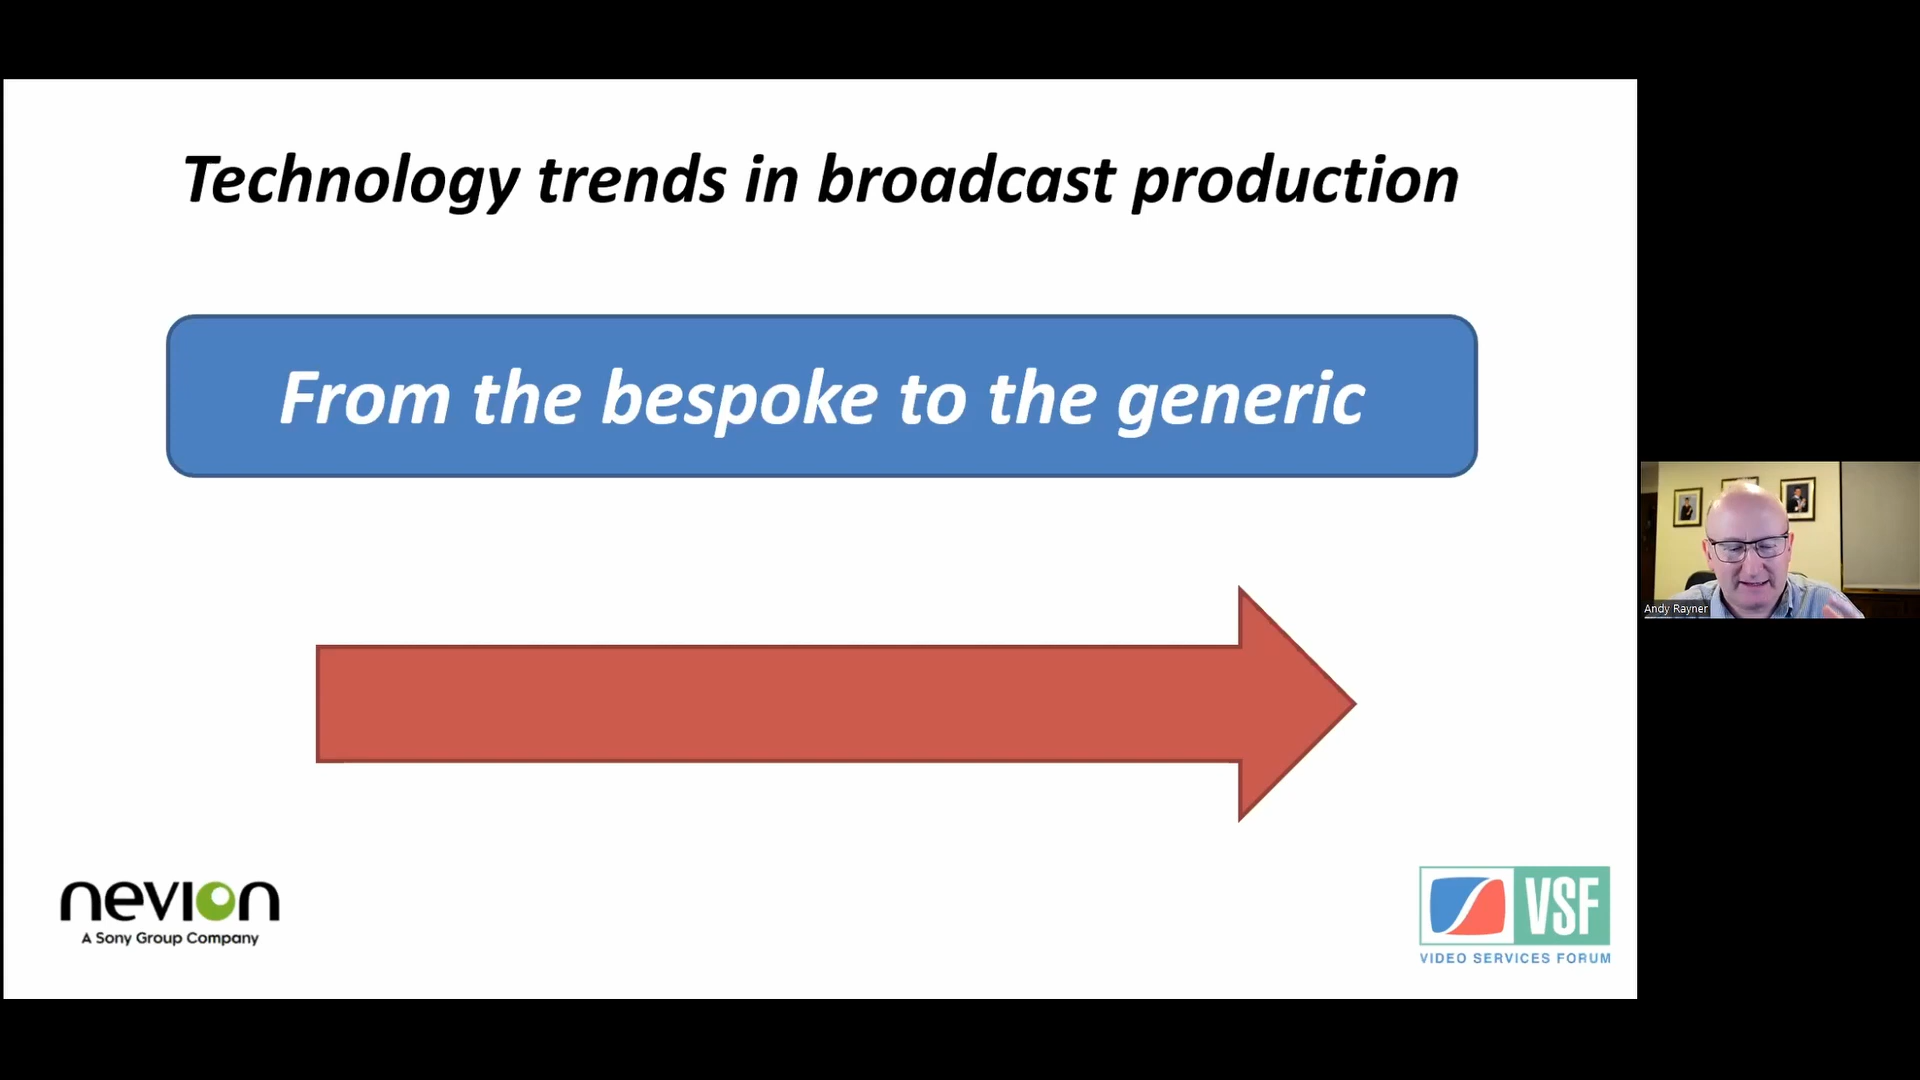 Technology trends in broadcast production
From the bespoke to the generic
Andy Rayner
nevion
A Sony Group Company
VSF
VIDEO SERVICES FORUM